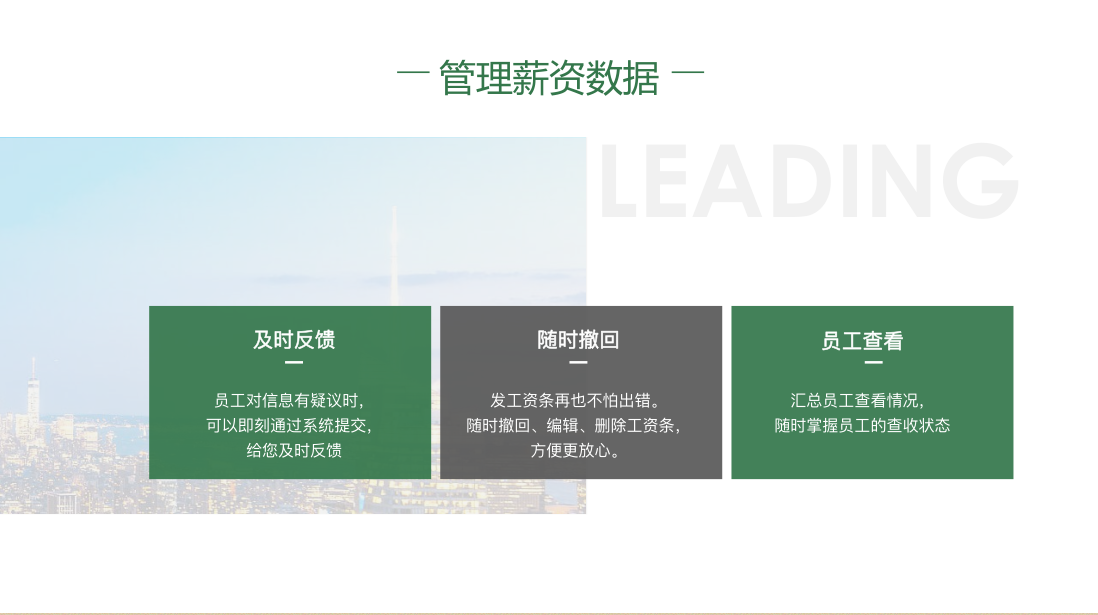 管理薪资数据
LEADING
及时反馈
员工对信息有疑议时，
可以即刻通过系统提交，
给您及时反馈
随时撤回
发工资条再也不怕出错。
随时撤回、编辑、删除工资条，
方便更放心。
员工查看
汇总员工查看情况，
随时掌握员工的查收状态